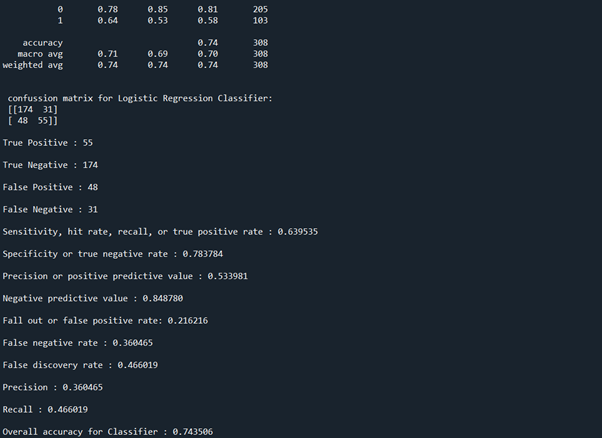 0 0.78 0.85 0.81 205
1 0.64 0.53 0.58 103
accuracy 0.74 308
macro avg 0.71 0.69 0.70 308
weighted avg 0.74 0.74 0.74 308
confussion matrix for Logistic Regression Classifier:
[[174 31]
[ 48 55]]
True Positive : 55
True Negative : 174
False Positive : 48
False Negative : 31
Sensitivity, hit rate, recall, or true positive rate : 0.639535
Specificity or true negative rate : 0.783784
Precision or positive predictive value : 0.533981
Negative predictive value : 0.848780
Fall out or false positive rate: 0.216216
False negative rate : 0.360465
False discovery rate : 0.466019
Precision : 0.360465
Recall : 0.466019
Overall accuracy for Classifier : 0.743506